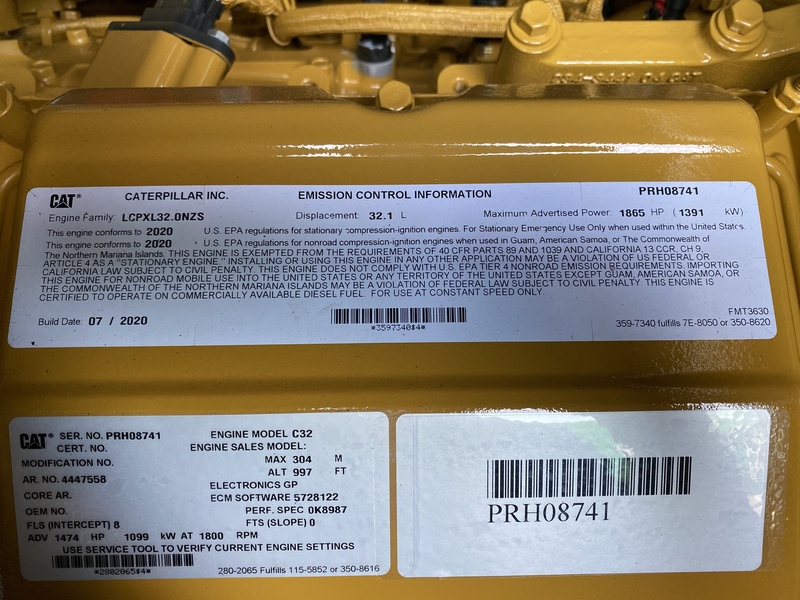 CAT® CATERPILLAR INC. EMISSION CONTROL INFORMATION PRH08741
Engine Family: LCPXL32.0NZS Displacement: 32.1 L Maximum Advertised Power: 1865 HP ( 1391 kW)
This engine conforms to 2020 U.S. EPA regulations for stationary compression-ignition engines. For Stationary Emergency Use Only when used within the United States.
This engine conforms to 2020 U.S. EPA regulations for nonroad compression-ignition engines when used in Guam, American Samoa, or The Commonwealth of
The Northern Mariana Islands. THIS ENGINE IS EXEMPTED FROM THE REQUIREMENTS OF 40 CFR PARTS 89 AND 1039 AND CALIFORNIA 13 CCR, CH 9,
ARTICLE 4 AS A "STATIONARY ENGINE." INSTALLING OR USING THIS ENGINE IN ANY OTHER APPLICATION MAY BE A VIOLATION OF US FEDERAL OR
CALIFORNIA LAW SUBJECT TO CIVIL PENALTY. THIS ENGINE DOES NOT COMPLY WITH U.S. EPA TIER 4 NONROAD EMISSION REQUIREMENTS. IMPORTING
THIS ENGINE FOR NONROAD MOBILE USE INTO THE UNITED STATES OR ANY TERRITORY OF THE UNITED STATES EXCEPT GUAM, AMERICAN SAMOA, OR
THE COMMONWEALTH OF THE NORTHERN MARIANA ISLANDS MAY BE A VIOLATION OF FEDERAL LAW SUBJECT TO CIVIL PENALTY. THIS ENGINE IS
CERTIFIED TO OPERATE ON COMMERCIALLY AVAILABLE DIESEL FUEL. FOR USE AT CONSTANT SPEED ONLY.
FMT3630
Build Date: 07 / 2020 *3597340$4* 359-7340 fulfills 7E-8050 or 350-8620
CAT® SER. NO. PRH08741 ENGINE MODEL C32
CERT. NO. ENGINE SALES MODEL:
MODIFICATION NO. MAX 304 M
ALT 997 FT
AR. NO. 4447558 ELECTRONICS GP
CORE AR. ECM SOFTWARE 5728122
OEM NO. PERF. SPEC 0K8987
FLS (INTERCEPT) 8 FTS (SLOPE) 0
ADV 1474 HP 1099 kW AT 1800 RPM
USE SERVICE TOOL TO VERIFY CURRENT ENGINE SETTINGS
*2802065$4* 280-2065 Fulfills 115-5852 or 350-8616
PRH08741